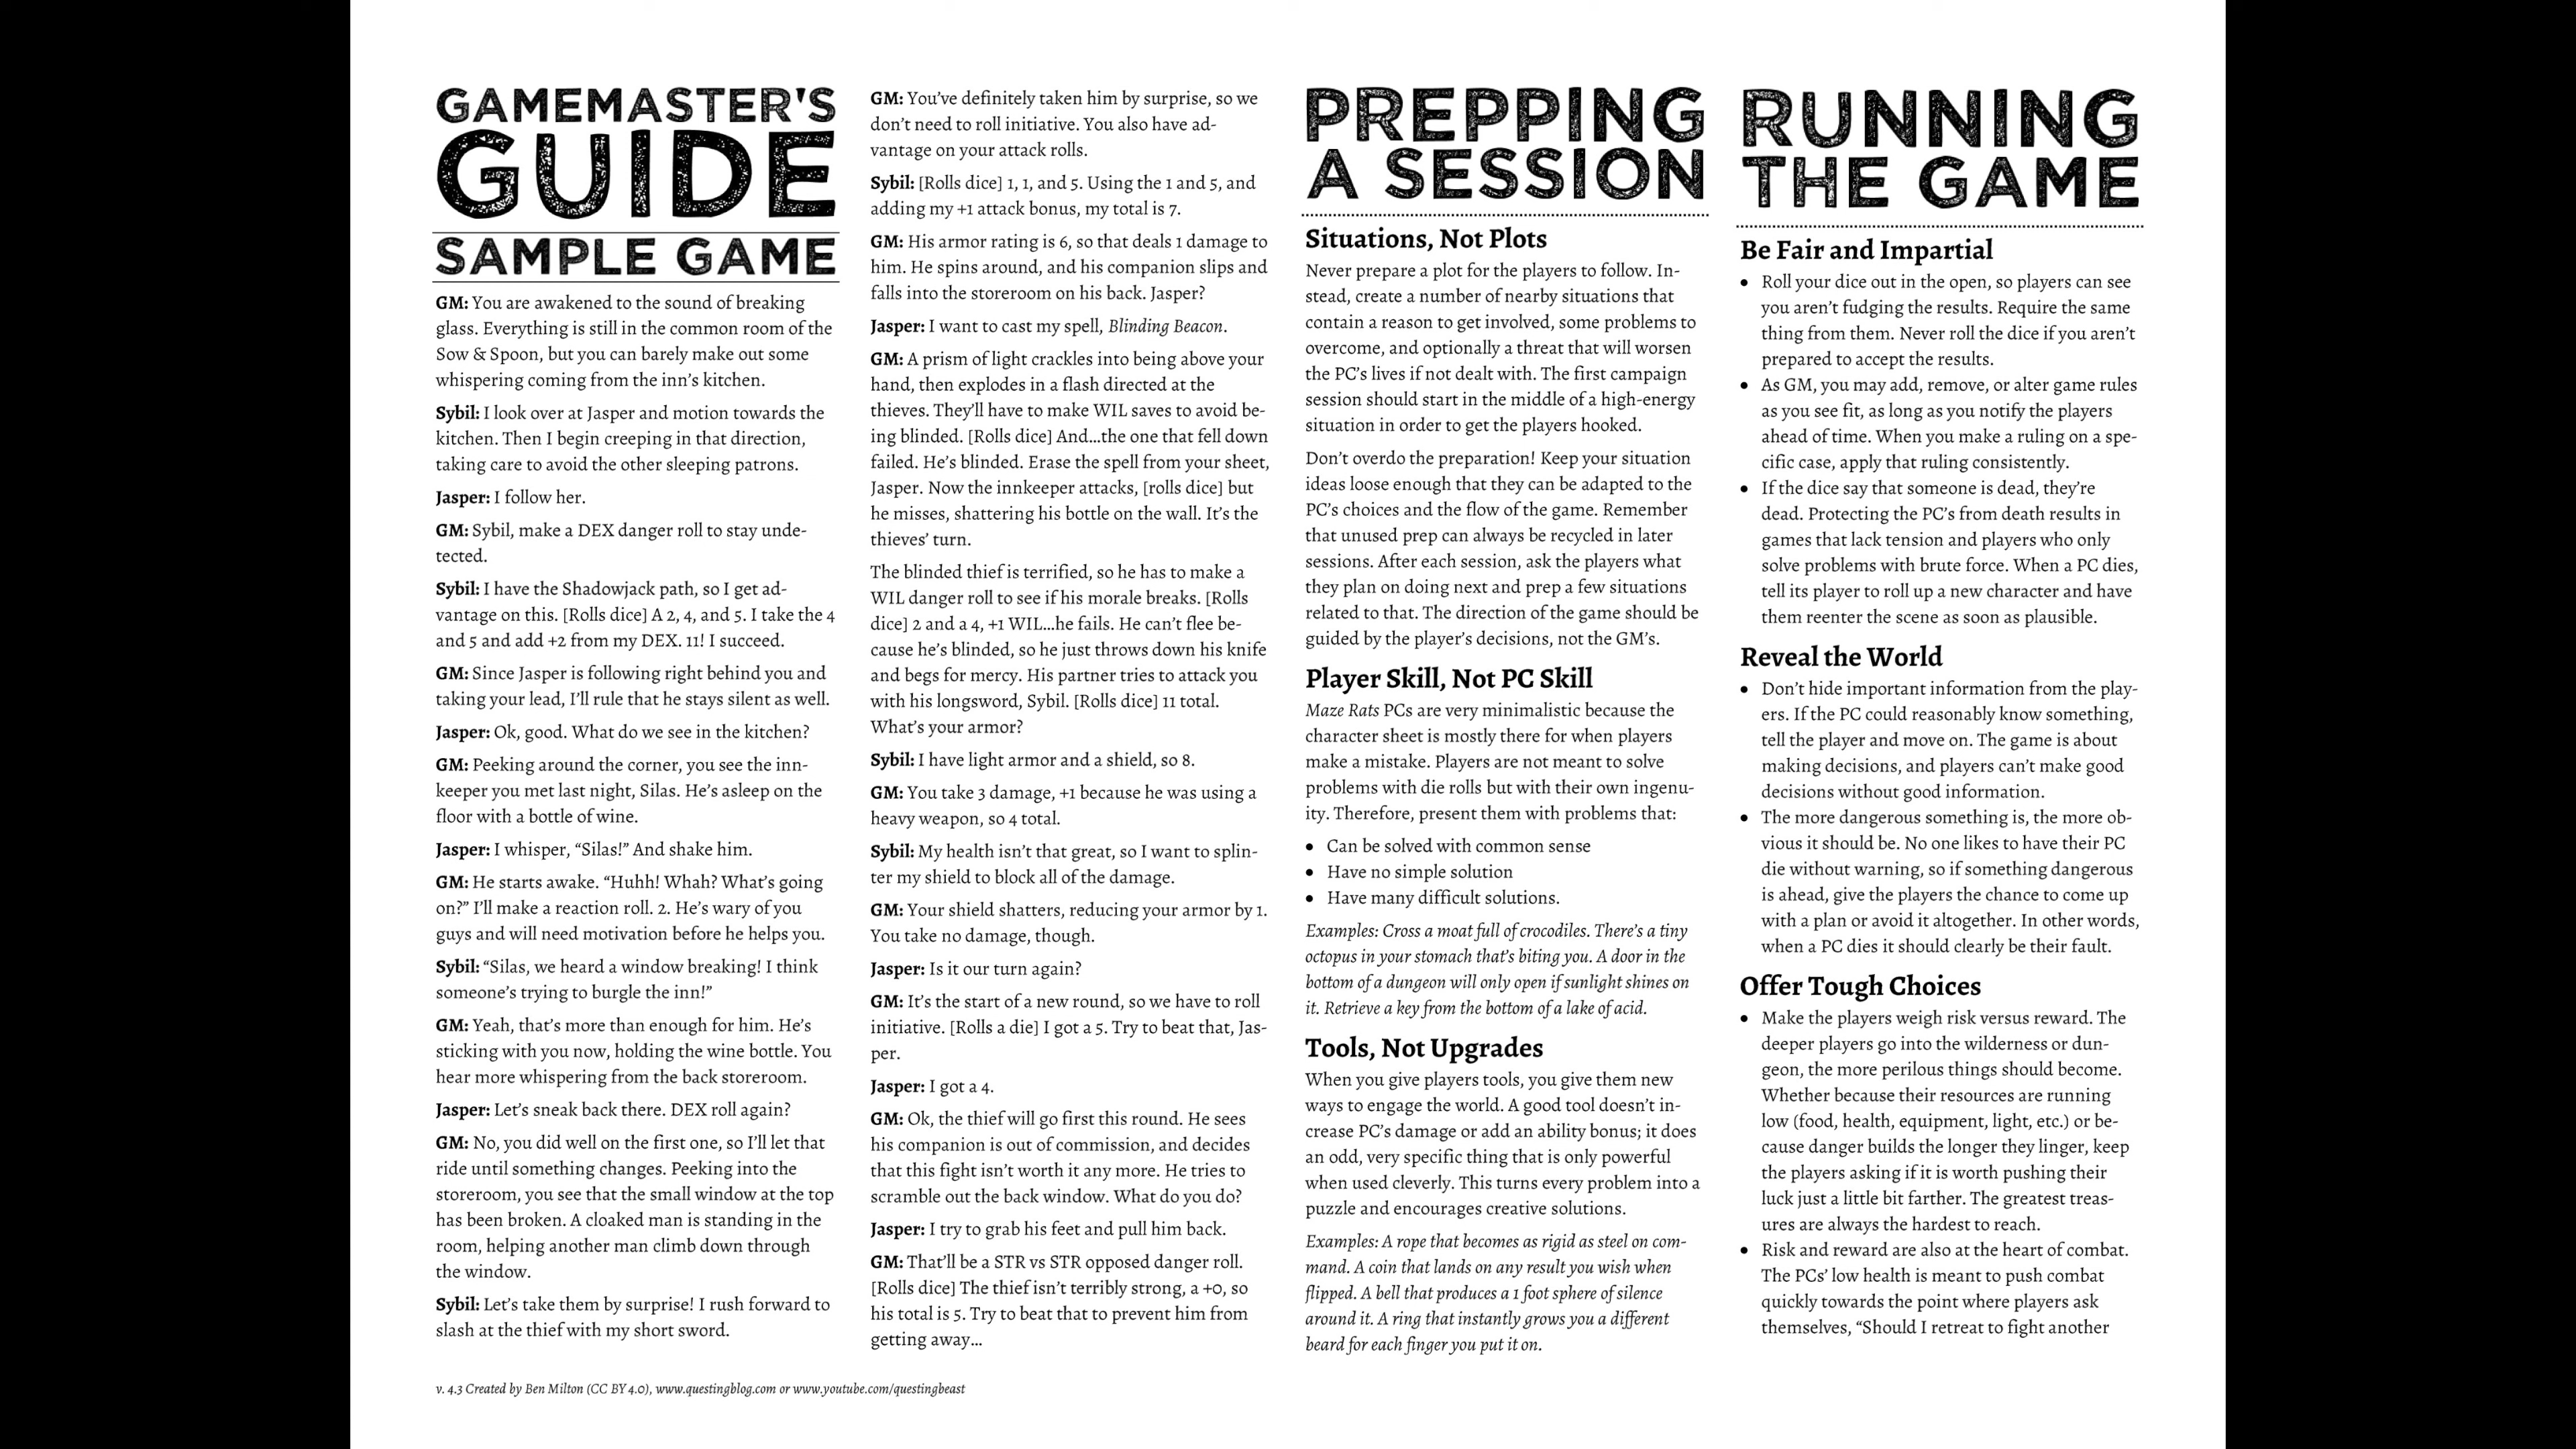 GAMEMASTER'S
GUIDE
SAMPLE GAME
GM: You are awakened to the sound of breaking
glass. Everything is still in the common room of the
Sow & Spoon, but you can barely make out some
whispering coming from the inn’s kitchen.
Sybil: I look over at Jasper and motion towards the
kitchen. Then I begin creeping in that direction,
taking care to avoid the other sleeping patrons.
Jasper: I follow her.
GM: Sybil, make a DEX danger roll to stay unde-
tected.
Sybil: I have the Shadowjack path, so I get ad-
vantage on this. [Rolls dice] A 2, 4, and 5. I take the 4
and 5 and add +2 from my DEX. 11! I succeed.
GM: Since Jasper is following right behind you and
taking your lead, I’ll rule that he stays silent as well.
Jasper: Ok, good. What do we see in the kitchen?
GM: Peeking around the corner, you see the inn-
keeper you met last night, Silas. He’s asleep on the
floor with a bottle of wine.
Jasper: I whisper, “Silas!” And shake him.
GM: He starts awake. “Huhh! Whah? What’s going
on?” I’ll make a reaction roll. 2. He’s wary of you
guys and will need motivation before he helps you.
Sybil: “Silas, we heard a window breaking! I think
someone’s trying to burgle the inn!”
GM: Yeah, that’s more than enough for him. He’s
sticking with you now, holding the wine bottle. You
hear more whispering from the back storeroom.
Jasper: Let’s sneak back there. DEX roll again?
GM: No, you did well on the first one, so I’ll let that
ride until something changes. Peeking into the
storeroom, you see that the small window at the top
has been broken. A cloaked man is standing in the
room, helping another man climb down through
the window.
Sybil: Let’s take them by surprise! I rush forward to
slash at the thief with my short sword.
GM: You’ve definitely taken him by surprise, so we
don’t need to roll initiative. You also have ad-
vantage on your attack rolls.
Sybil: [Rolls dice] 1, 1, and 5. Using the 1 and 5, and
adding my +1 attack bonus, my total is 7.
GM: His armor rating is 6, so that deals 1 damage to
him. He spins around, and his companion slips and
falls into the storeroom on his back. Jasper?
Jasper: I want to cast my spell, Blinding Beacon.
GM: A prism of light crackles into being above your
hand, then explodes in a flash directed at the
thieves. They’ll have to make WIL saves to avoid be-
ing blinded. [Rolls dice] And…the one that fell down
failed. He’s blinded. Erase the spell from your sheet,
Jasper. Now the innkeeper attacks, [rolls dice] but
he misses, shattering his bottle on the wall. It’s the
thieves’ turn.
The blinded thief is terrified, so he has to make a
WIL danger roll to see if his morale breaks. [Rolls
dice] 2 and a 4, +1 WIL…he fails. He can’t flee be-
cause he’s blinded, so he just throws down his knife
and begs for mercy. His partner tries to attack you
with his longsword, Sybil. [Rolls dice] 11 total.
What’s your armor?
Sybil: I have light armor and a shield, so 8.
GM: You take 3 damage, +1 because he was using a
heavy weapon, so 4 total.
Sybil: My health isn’t that great, so I want to splin-
ter my shield to block all of the damage.
GM: Your shield shatters, reducing your armor by 1.
You take no damage, though.
Jasper: Is it our turn again?
GM: It’s the start of a new round, so we have to roll
initiative. [Rolls a die] I got a 5. Try to beat that, Jas-
per.
Jasper: I got a 4.
GM: Ok, the thief will go first this round. He sees
his companion is out of commission, and decides
that this fight isn’t worth it any more. He tries to
scramble out the back window. What do you do?
Jasper: I try to grab his feet and pull him back.
GM: That’ll be a STR vs STR opposed danger roll.
[Rolls dice] The thief isn’t terribly strong, a +0, so
his total is 5. Try to beat that to prevent him from
getting away…
PREPPING
A SESSION
Situations, Not Plots
Never prepare a plot for the players to follow. In-
stead, create a number of nearby situations that
contain a reason to get involved, some problems to
overcome, and optionally a threat that will worsen
the PC’s lives if not dealt with. The first campaign
session should start in the middle of a high-energy
situation in order to get the players hooked.
Don’t overdo the preparation! Keep your situation
ideas loose enough that they can be adapted to the
PC’s choices and the flow of the game. Remember
that unused prep can always be recycled in later
sessions. After each session, ask the players what
they plan on doing next and prep a few situations
related to that. The direction of the game should be
guided by the player’s decisions, not the GM’s.
Player Skill, Not PC Skill
Maze Rats PCs are very minimalistic because the
character sheet is mostly there for when players
make a mistake. Players are not meant to solve
problems with die rolls but with their own ingenu-
ity. Therefore, present them with problems that:
• Can be solved with common sense
• Have no simple solution
• Have many difficult solutions.
Examples: Cross a moat full of crocodiles. There’s a tiny
octopus in your stomach that’s biting you. A door in the
bottom of a dungeon will only open if sunlight shines on
it. Retrieve a key from the bottom of a lake of acid.
Tools, Not Upgrades
When you give players tools, you give them new
ways to engage the world. A good tool doesn’t in-
crease PC’s damage or add an ability bonus; it does
an odd, very specific thing that is only powerful
when used cleverly. This turns every problem into a
puzzle and encourages creative solutions.
Examples: A rope that becomes as rigid as steel on com-
mand. A coin that lands on any result you wish when
flipped. A bell that produces a 1 foot sphere of silence
around it. A ring that instantly grows you a different
beard for each finger you put it on.
RUNNING
THE GAME
Be Fair and Impartial
• Roll your dice out in the open, so players can see
you aren’t fudging the results. Require the same
thing from them. Never roll the dice if you aren’t
prepared to accept the results.
• As GM, you may add, remove, or alter game rules
as you see fit, as long as you notify the players
ahead of time. When you make a ruling on a spe-
cific case, apply that ruling consistently.
• If the dice say that someone is dead, they’re
dead. Protecting the PC’s from death results in
games that lack tension and players who only
solve problems with brute force. When a PC dies,
tell its player to roll up a new character and have
them reenter the scene as soon as plausible.
Reveal the World
• Don’t hide important information from the play-
ers. If the PC could reasonably know something,
tell the player and move on. The game is about
making decisions, and players can’t make good
decisions without good information.
• The more dangerous something is, the more ob-
vious it should be. No one likes to have their PC
die without warning, so if something dangerous
is ahead, give the players the chance to come up
with a plan or avoid it altogether. In other words,
when a PC dies it should clearly be their fault.
Offer Tough Choices
• Make the players weigh risk versus reward. The
deeper players go into the wilderness or dun-
geon, the more perilous things should become.
Whether because their resources are running
low (food, health, equipment, light, etc.) or be-
cause danger builds the longer they linger, keep
the players asking if it is worth pushing their
luck just a little bit farther. The greatest treas-
ures are always the hardest to reach.
• Risk and reward are also at the heart of combat.
The PCs’ low health is meant to push combat
quickly towards the point where players ask
themselves, “Should I retreat to fight another
v. 4.3 Created by Ben Milton (CC BY 4.0), www.questingblog.com or www.youtube.com/questingbeast